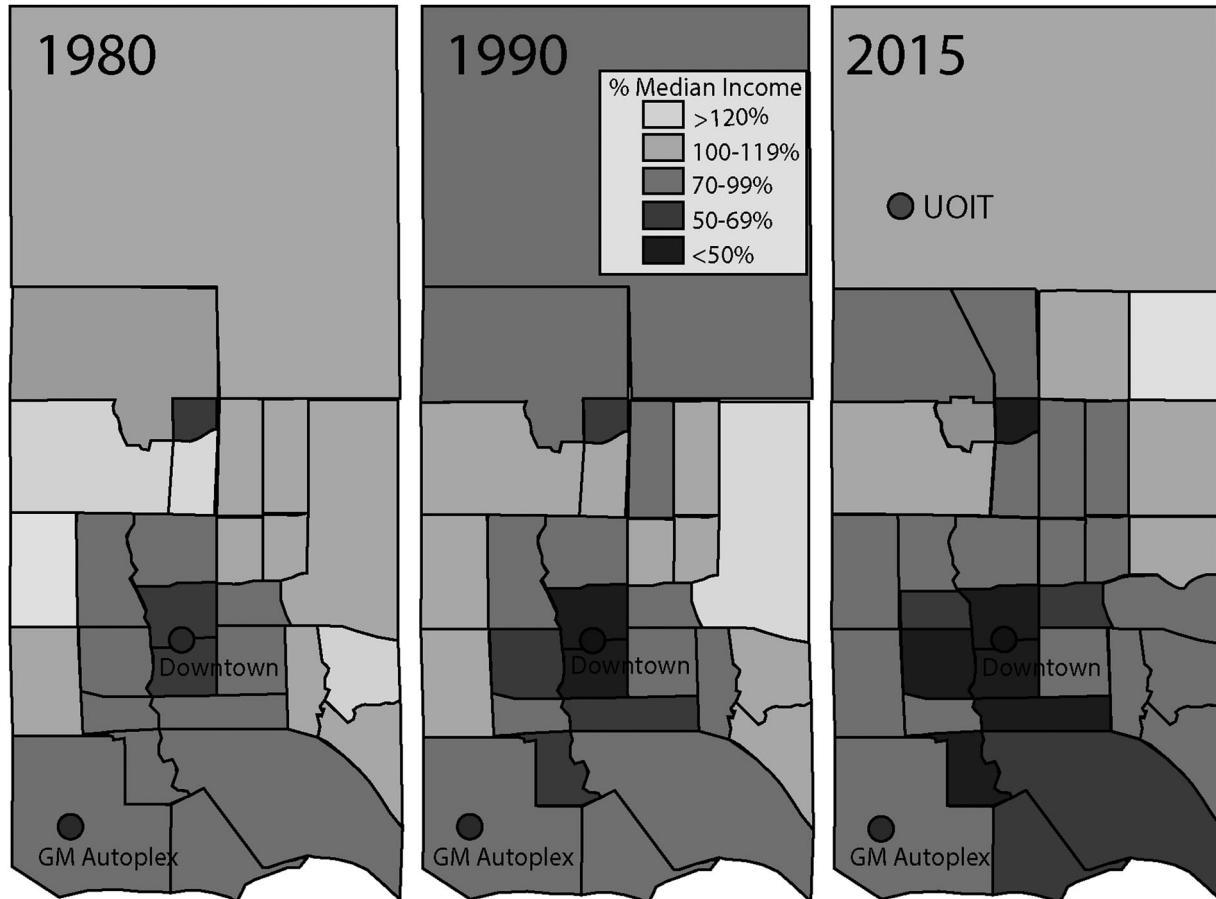 1980
Downtown
GM Autoplex
1990
% Median Income
>120%
100-119%
70-99%
50-69%
<50%
Downtown
GM Autoplex
2015
UOIT
Downtown
GM Autoplex